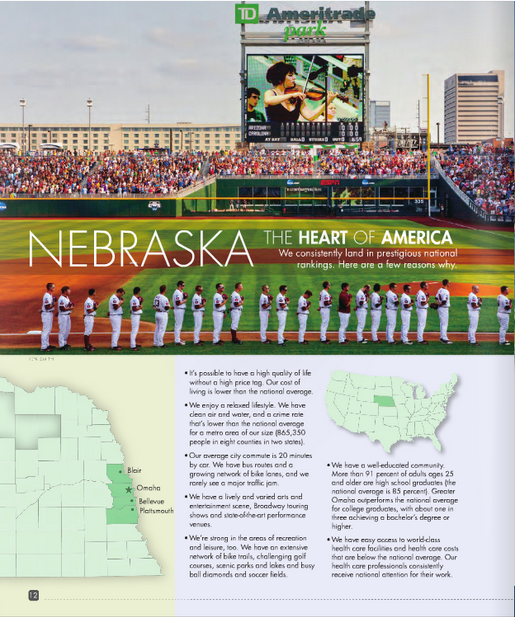 TD Ameritrade
park
335
NEBRASKA THE HEART OF AMERICA
We consistently land in prestigious national
rankings. Here are a few reasons why.
• It's possible to have a high quality of life
without a high price tag. Our cost of
living is lower than the national average.
• We enjoy a relaxed lifestyle. We have
clean air and water, and a crime rate
that's lower than the national average
for a metro area of our size (865,350
people in eight counties in two states).
• Our average city commute is 20 minutes
by car. We have bus routes and a
growing network of bike lanes, and we
rarely see a major traffic jam.
• We have a lively and varied arts and
entertainment scene, Broadway touring
shows and state-of-the-art performance
venues.
• We're strong in the areas of recreation
and leisure, too. We have an extensive
network of bike trails, challenging golf
courses, scenic parks and lakes and busy
ball diamonds and soccer fields.
• We have a well-educated community.
More than 91 percent of adults ages 25
and older are high school graduates (the
national average is 85 percent). Greater
Omaha outperforms the national average
for college graduates, with about one in
three achieving a bachelor's degree or
higher.
• We have easy access to world-class
health care facilities and health care costs
that are below the national average. Our
health care professionals consistently
receive national attention for their work.
Blair
Omaha
Bellevue
Plattsmouth
12